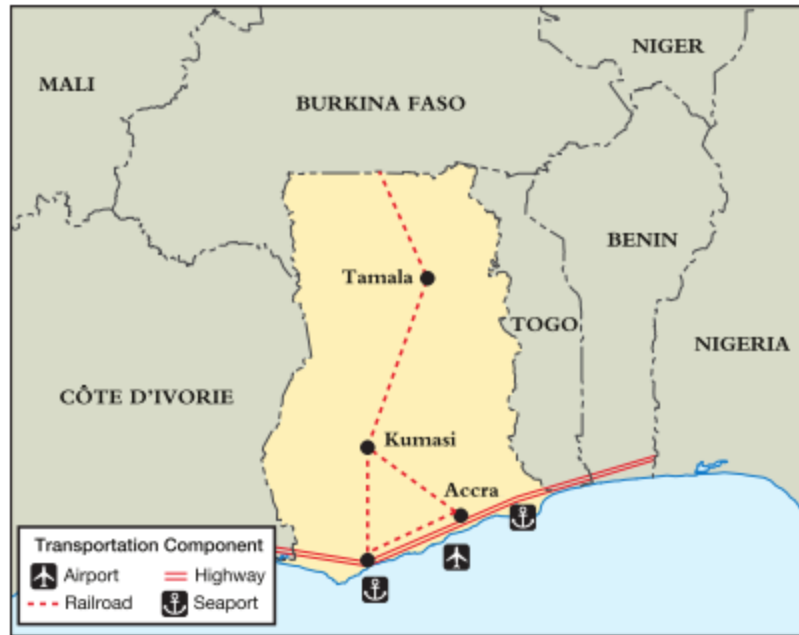 NIGER
MALI
BURKINA FASO
BENIN
Tamala
TOGO
NIGERIA
CÔTE D'IVORIE
Kumasi
Accra
Transportation Component
Airport
Highway
Railroad
Seaport